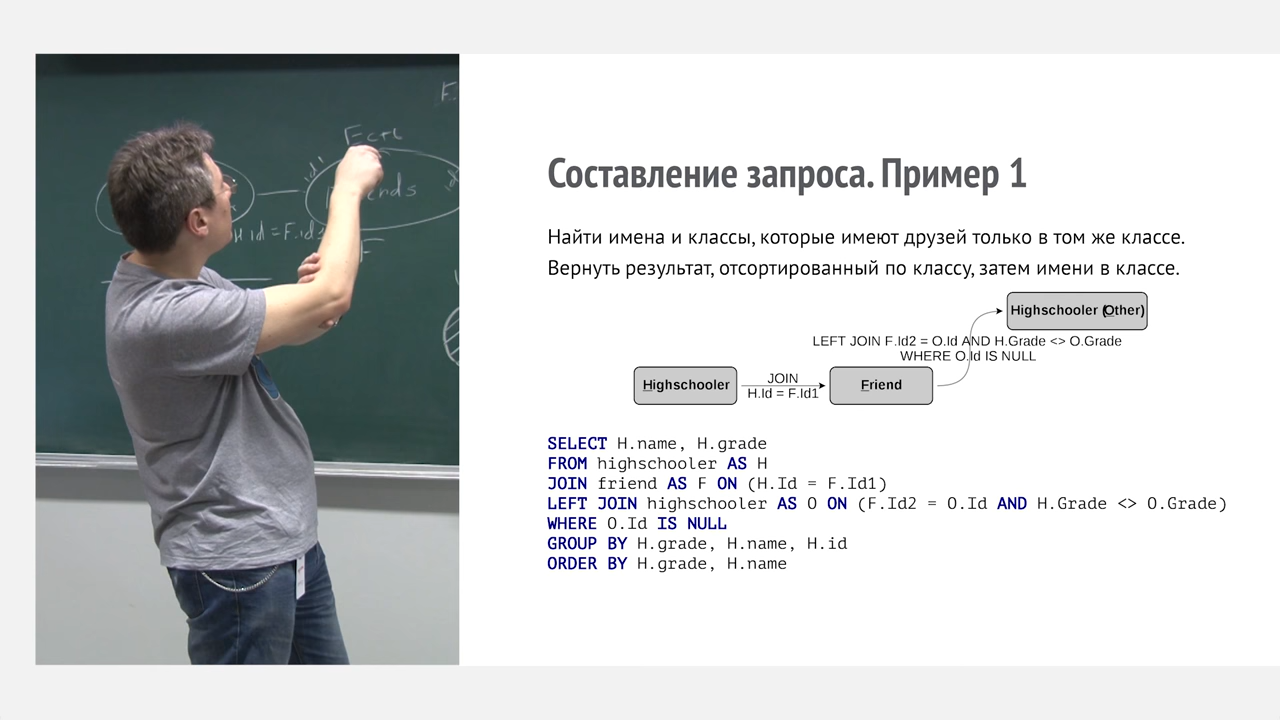 Есть
H.id = F.id1
F
Составление запроса. Пример 1
Найти имена и классы, которые имеют друзей только в том же классе.
Вернуть результат, отсортированный по классу, затем имени в классе.
Highschooler (Other)
LEFT JOIN F.Id2 = O.Id AND H.Grade <> O.Grade
WHERE O.Id IS NULL
Highschooler
JOIN
H.Id = F.Id1
Friend
SELECT H.name, H.grade
FROM highschooler AS H
JOIN friend AS F ON (H.Id = F.Id1)
LEFT JOIN highschooler AS O ON (F.Id2 = O.Id AND H.Grade <> O.Grade)
WHERE O.Id IS NULL
GROUP BY H.grade, H.name, H.id
ORDER BY H.grade, H.name